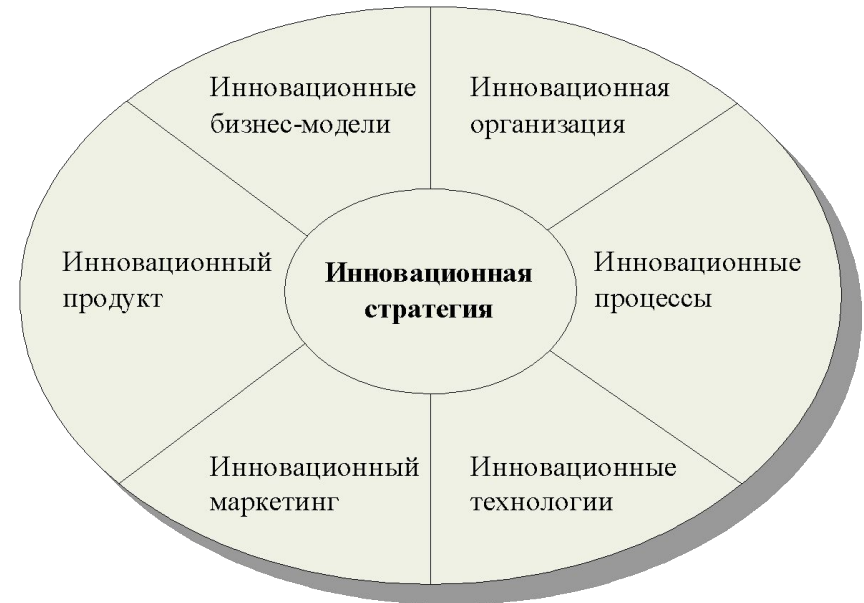 Инновационные
бизнес-модели
Инновационная
организация
Инновационный
продукт
Инновационная
стратегия
Инновационные
процессы
Инновационный
маркетинг
Инновационные
технологии